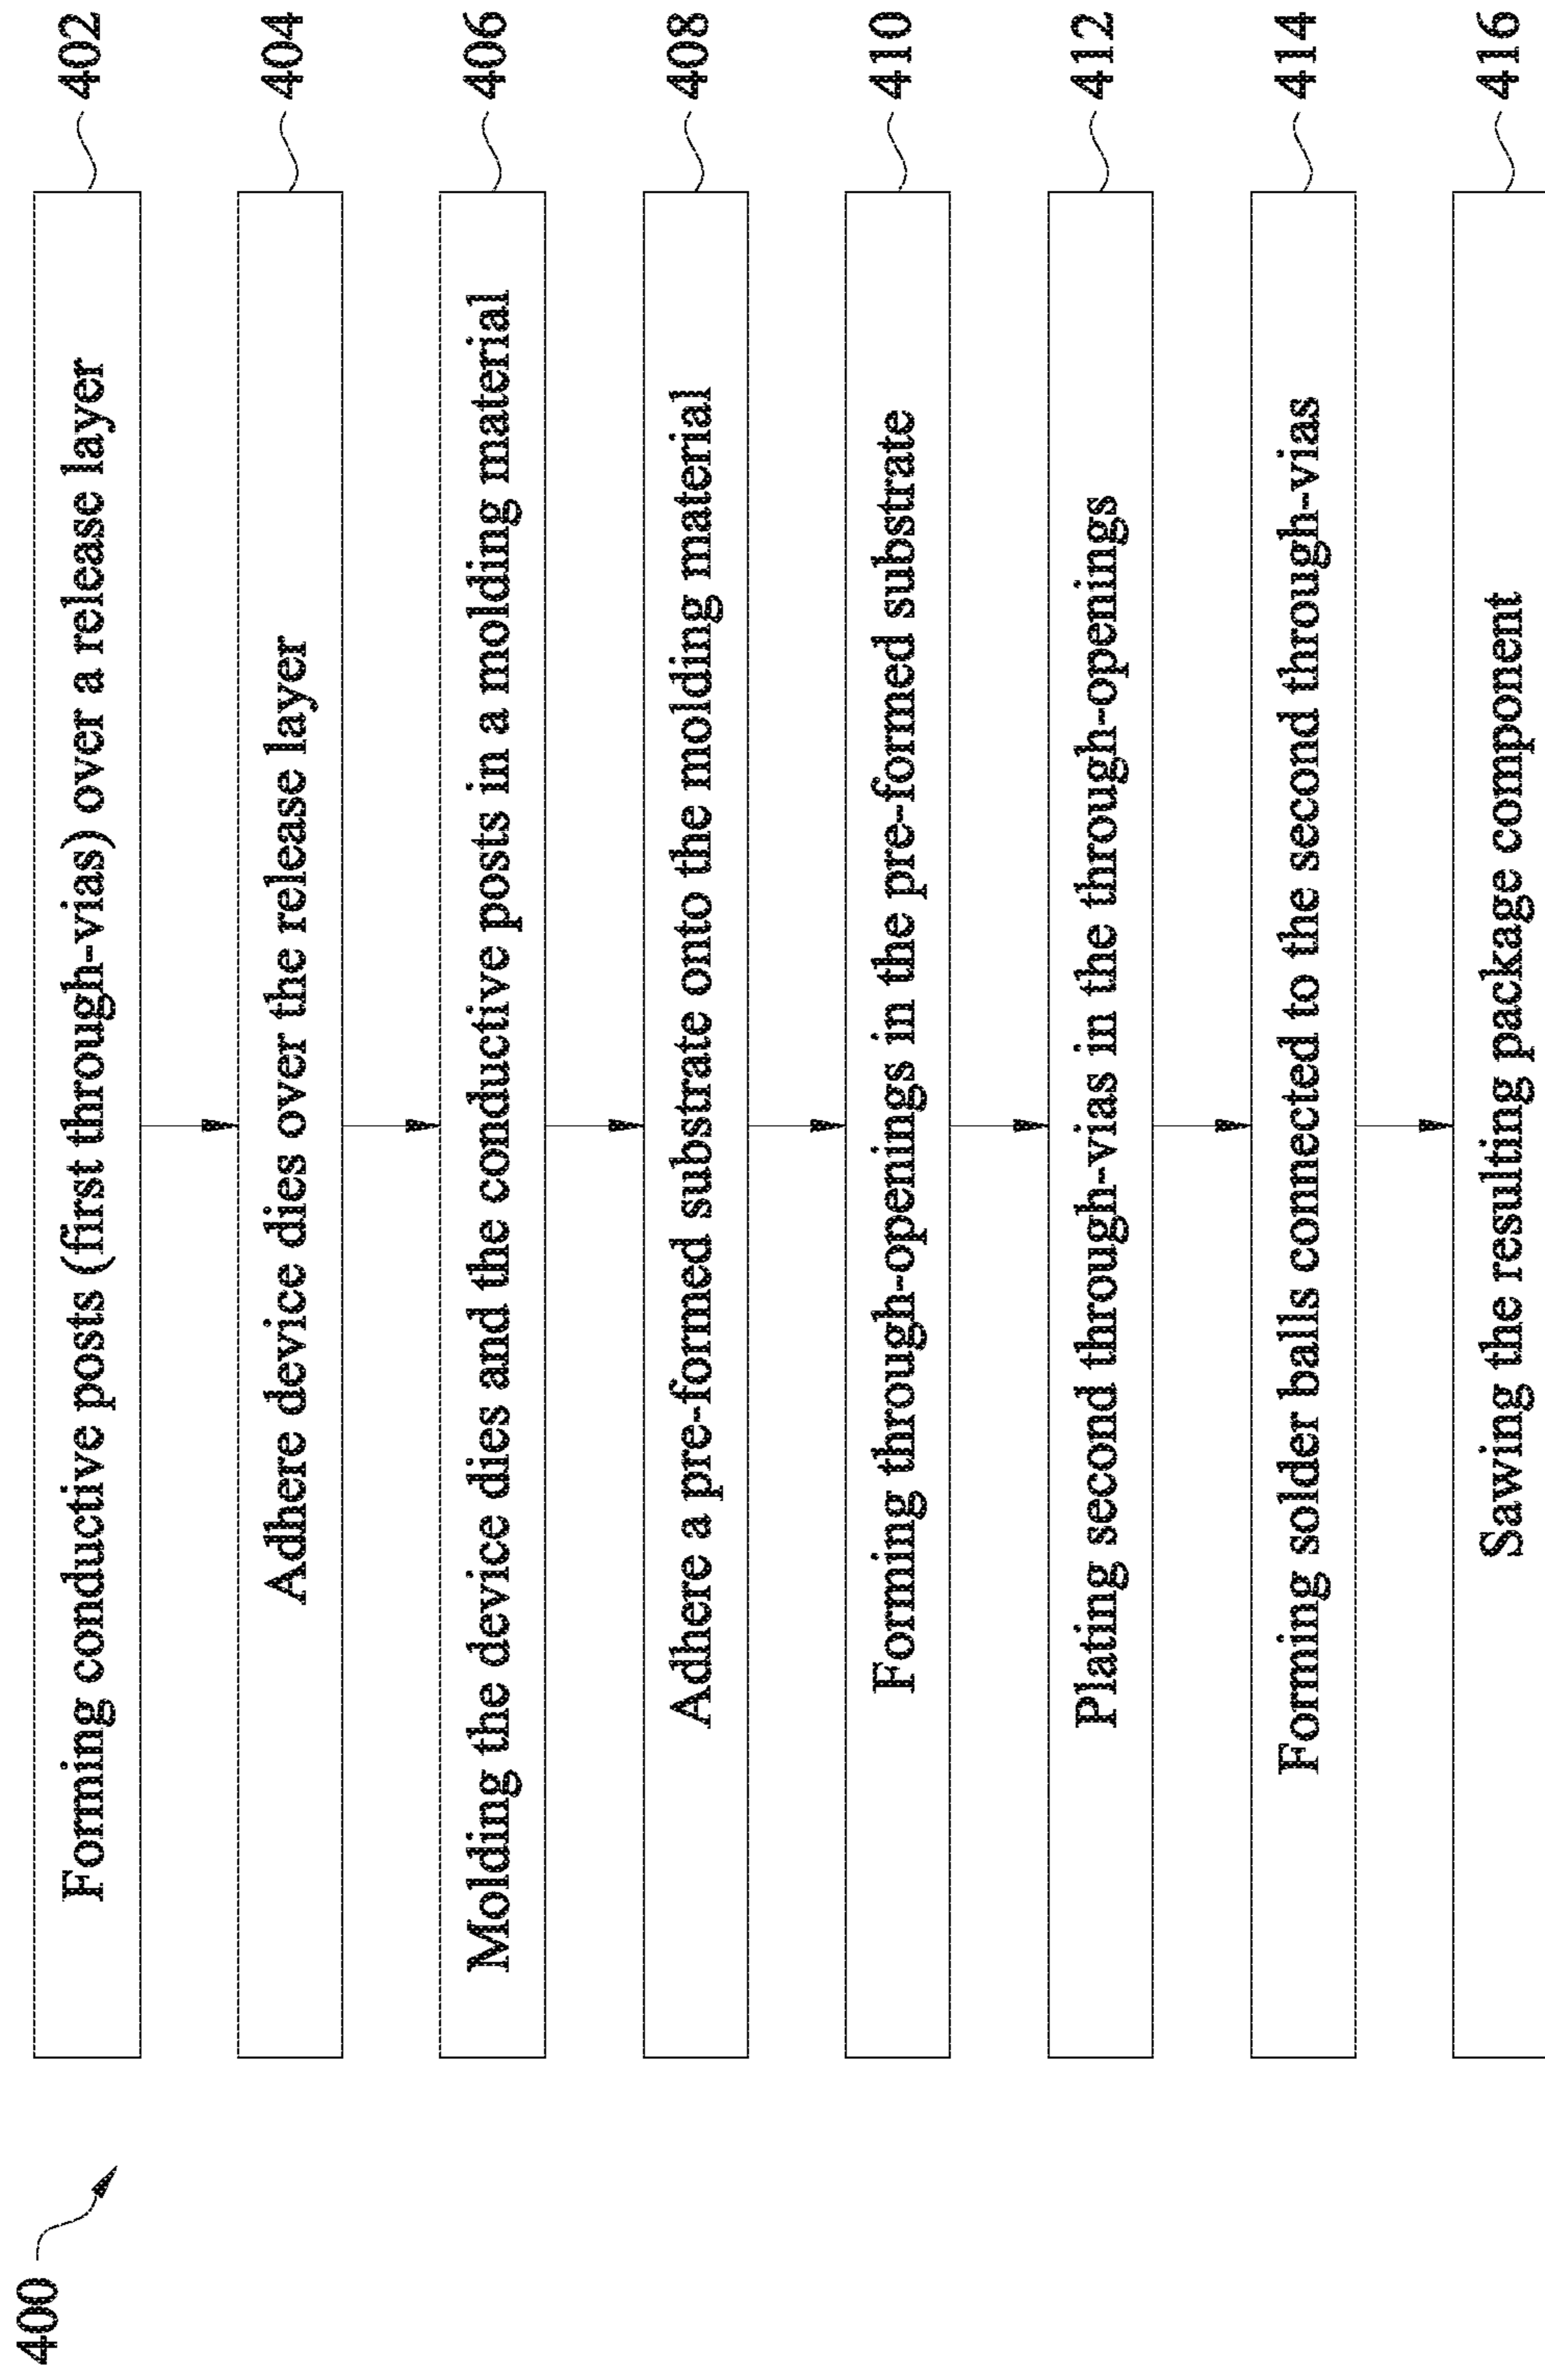 400
Forming conductive posts (first through-vias) over a release layer 402
Adhere device dies over the release layer 404
Molding the device dies and the conductive posts in a molding material 406
Adhere a pre-formed substrate onto the molding material 408
Forming through-openings in the pre-formed substrate 410
Plating second through-vias in the through-openings 412
Forming solder balls connected to the second through-vias 414
Sawing the resulting package component 416